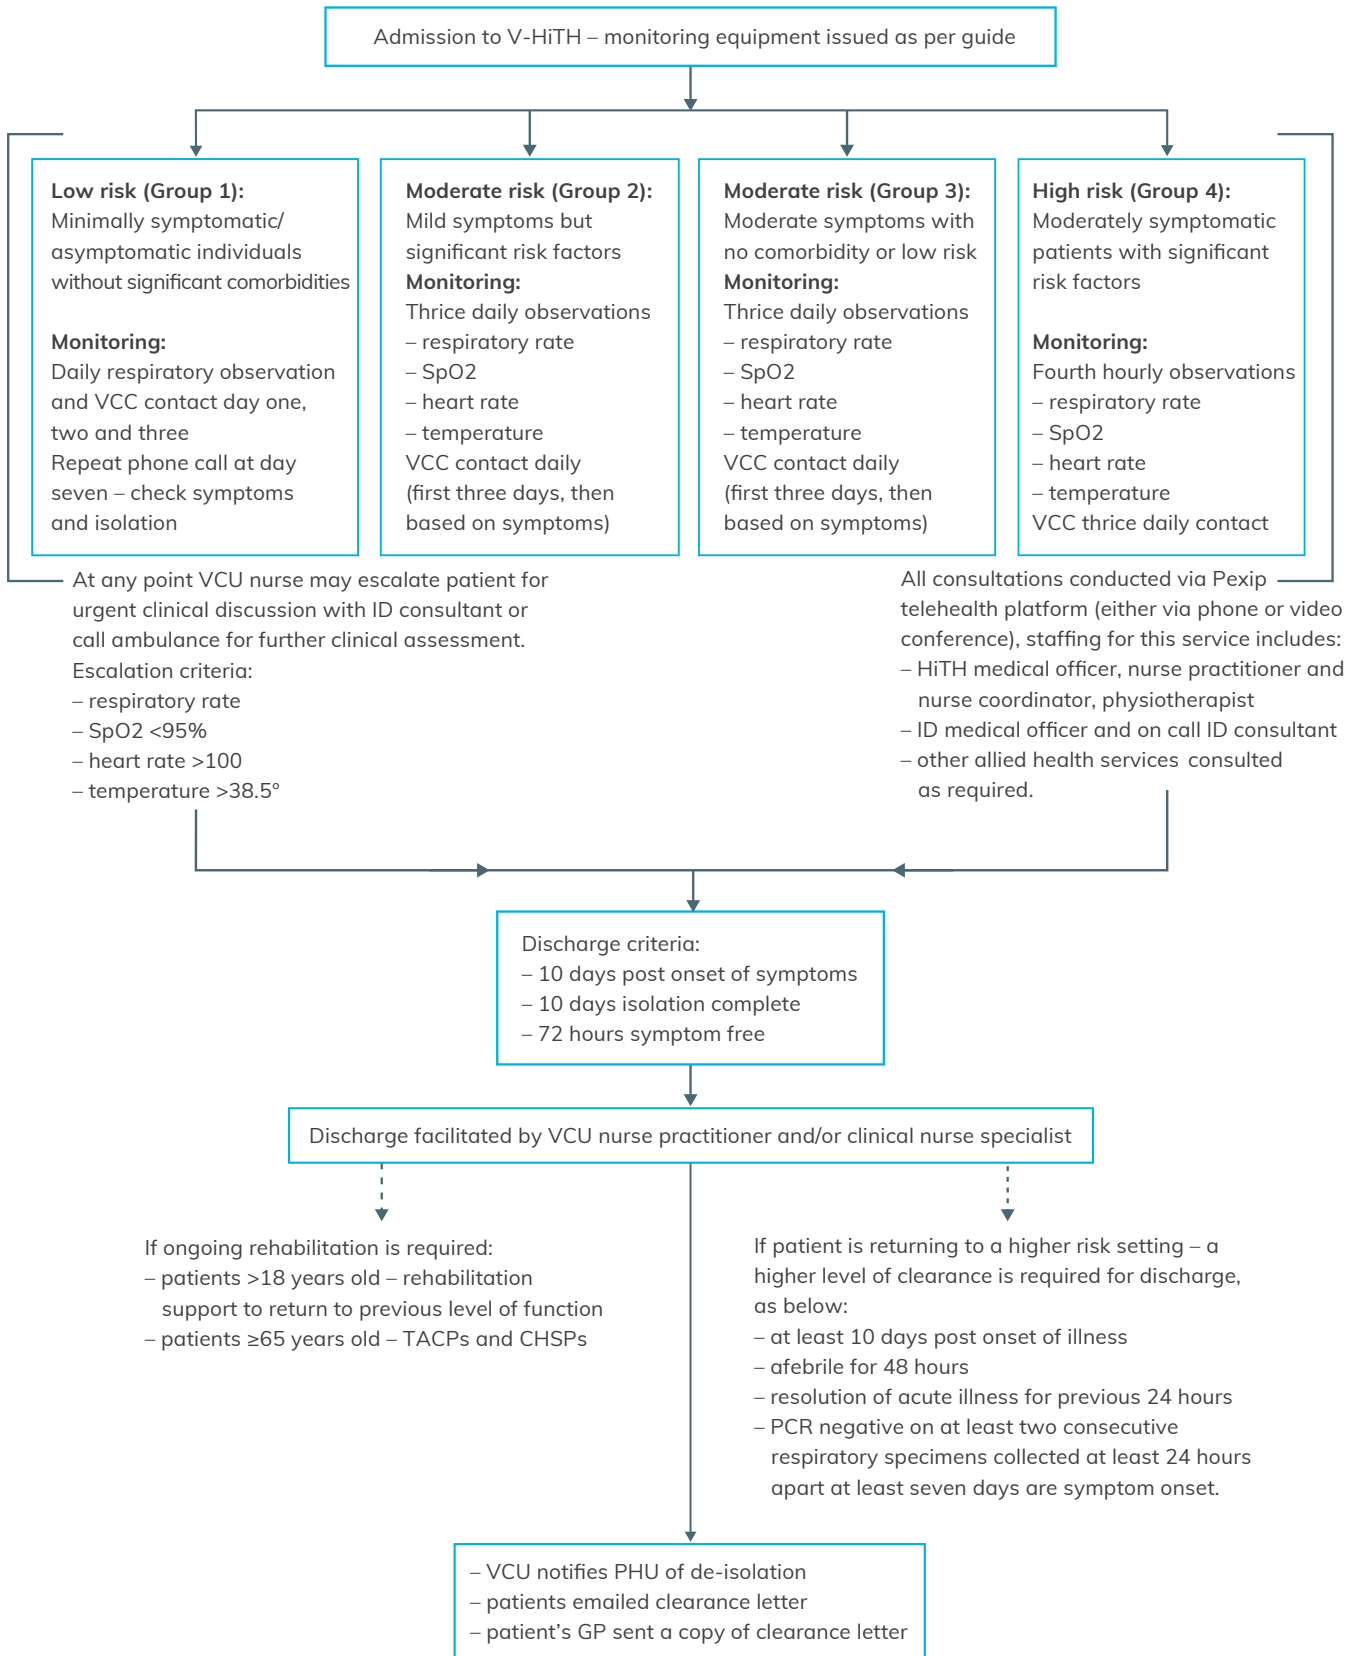 Admission to V-HiTH – monitoring equipment issued as per guide
Low risk (Group 1):
Minimally symptomatic/
asymptomatic individuals
without significant comorbidities
Monitoring:
Daily respiratory observation
and VCC contact day one,
two and three
Repeat phone call at day
seven – check symptoms
and isolation
Moderate risk (Group 2):
Mild symptoms but
significant risk factors
Monitoring:
Thrice daily observations
– respiratory rate
– SpO2
– heart rate
– temperature
VCC contact daily
(first three days, then
based on symptoms)
Moderate risk (Group 3):
Moderate symptoms with
no comorbidity or low risk
Monitoring:
Thrice daily observations
– respiratory rate
– SpO2
– heart rate
– temperature
VCC contact daily
(first three days, then
based on symptoms)
High risk (Group 4):
Moderately symptomatic
patients with significant
risk factors
Monitoring:
Fourth hourly observations
– respiratory rate
– SpO2
– heart rate
– temperature
VCC thrice daily contact
At any point VCU nurse may escalate patient for
urgent clinical discussion with ID consultant or
call ambulance for further clinical assessment.
Escalation criteria:
– respiratory rate
– SpO2 <95%
– heart rate >100
– temperature >38.5°
All consultations conducted via Pexip
telehealth platform (either via phone or video
conference), staffing for this service includes:
– HiTH medical officer, nurse practitioner and
nurse coordinator, physiotherapist
– ID medical officer and on call ID consultant
– other allied health services consulted
as required.
Discharge criteria:
– 10 days post onset of symptoms
– 10 days isolation complete
– 72 hours symptom free
Discharge facilitated by VCU nurse practitioner and/or clinical nurse specialist
If ongoing rehabilitation is required:
– patients >18 years old – rehabilitation
support to return to previous level of function
– patients ≥65 years old – TACPs and CHSPs
If patient is returning to a higher risk setting – a
higher level of clearance is required for discharge,
as below:
– at least 10 days post onset of illness
– afebrile for 48 hours
– resolution of acute illness for previous 24 hours
– PCR negative on at least two consecutive
respiratory specimens collected at least 24 hours
apart at least seven days are symptom onset.
– VCU notifies PHU of de-isolation
– patients emailed clearance letter
– patient's GP sent a copy of clearance letter